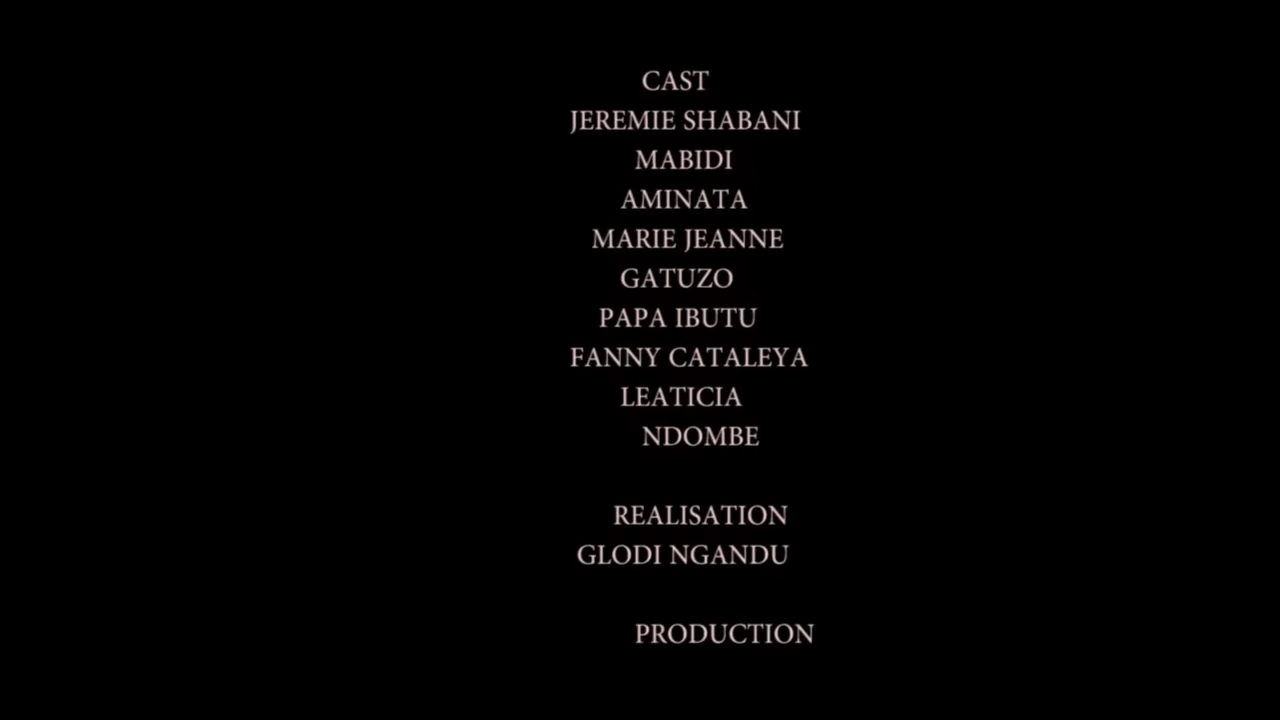 CAST
JEREMIE SHABANI
MABIDI
AMINATA
MARIE JEANNE
GATUZO
PAPA IBUTU
FANNY CATALEYA
LEATICIA
NDOMBE
REALISATION
GLODI NGANDU
PRODUCTION